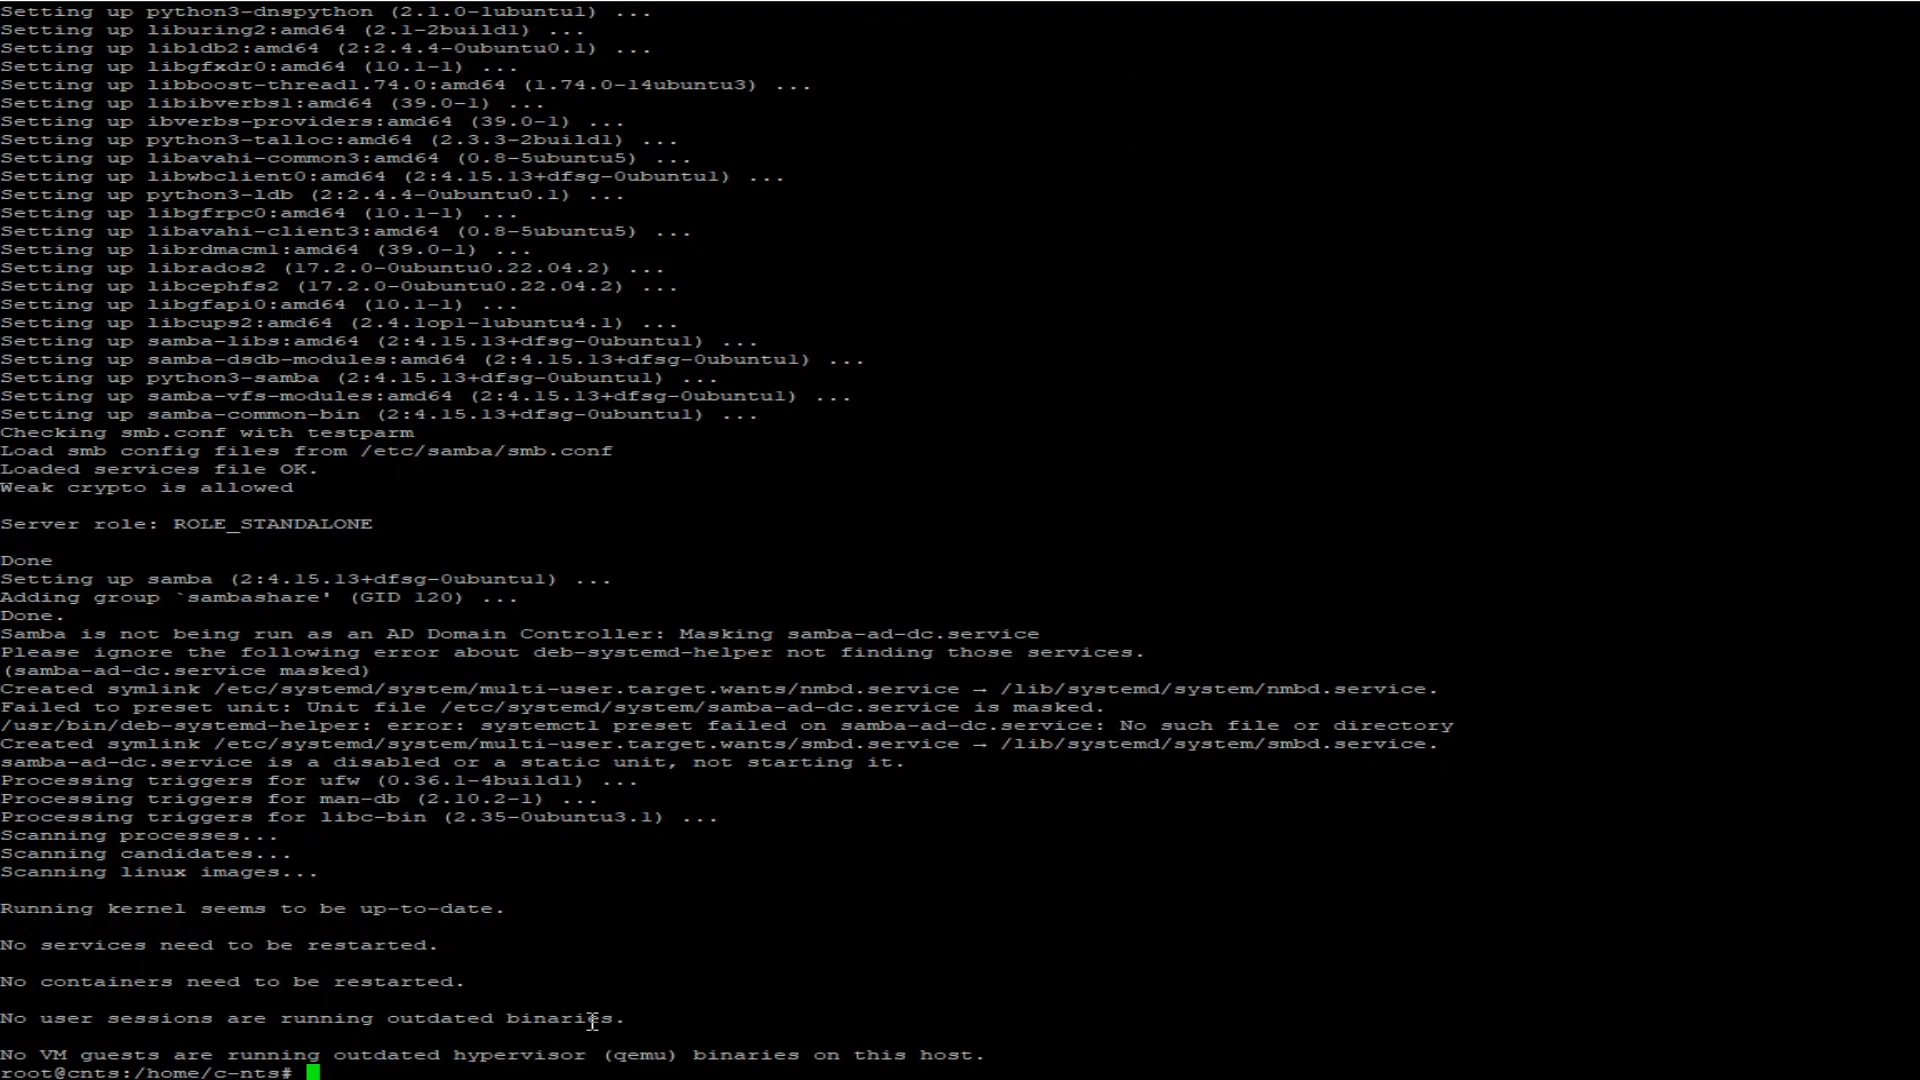 Setting up python3-dnspython (2.1.0-1ubuntu1) ...
Setting up liburing2:amd64 (2.1-2build1) ...
Setting up libldb2:amd64 (2:2.4.4-0ubuntu0.1) ...
Setting up libgfxdr0:amd64 (10.1-1) ...
Setting up libboost-thread1.74.0:amd64 (1.74.0-14ubuntu3) ...
Setting up libibverbs1:amd64 (39.0-1) ...
Setting up ibverbs-providers:amd64 (39.0-1) ...
Setting up python3-talloc:amd64 (2.3.3-2build1) ...
Setting up libavahi-common3:amd64 (0.8-5ubuntu5) ...
Setting up libwbclient0:amd64 (2:4.15.13+dfsg-0ubuntu1) ...
Setting up python3-ldb (2:2.4.4-0ubuntu0.1) ...
Setting up libgfrpc0:amd64 (10.1-1) ...
Setting up libavahi-client3:amd64 (0.8-5ubuntu5) ...
Setting up librdmacm1:amd64 (39.0-1) ...
Setting up librados2 (17.2.0-0ubuntu0.22.04.2) ...
Setting up libcephfs2 (17.2.0-0ubuntu0.22.04.2) ...
Setting up libgfapi0:amd64 (10.1-1) ...
Setting up libcups2:amd64 (2.4.1op1-1ubuntu4.1) ...
Setting up samba-libs:amd64 (2:4.15.13+dfsg-0ubuntu1) ...
Setting up samba-dsdb-modules:amd64 (2:4.15.13+dfsg-0ubuntu1) ...
Setting up python3-samba (2:4.15.13+dfsg-0ubuntu1) ...
Setting up samba-vfs-modules:amd64 (2:4.15.13+dfsg-0ubuntu1) ...
Setting up samba-common-bin (2:4.15.13+dfsg-0ubuntu1) ...
Checking smb.conf with testparm
Load smb config files from /etc/samba/smb.conf
Loaded services file OK.
Weak crypto is allowed
Server role: ROLE_STANDALONE
Done
Setting up samba (2:4.15.13+dfsg-0ubuntu1) ...
Adding group `sambashare' (GID 120) ...
Done.
Samba is not being run as an AD Domain Controller: Masking samba-ad-dc.service
Please ignore the following error about deb-systemd-helper not finding those services.
(samba-ad-dc.service masked)
Created symlink /etc/systemd/system/multi-user.target.wants/nmbd.service → /lib/systemd/system/nmbd.service.
Failed to preset unit: Unit file /etc/systemd/system/samba-ad-dc.service is masked.
/usr/bin/deb-systemd-helper: error: systemctl preset failed on samba-ad-dc.service: No such file or directory
Created symlink /etc/systemd/system/multi-user.target.wants/smbd.service → /lib/systemd/system/smbd.service.
samba-ad-dc.service is a disabled or a static unit, not starting it.
Processing triggers for ufw (0.36.1-4build1) ...
Processing triggers for man-db (2.10.2-1) ...
Processing triggers for libc-bin (2.35-0ubuntu3.1) ...
Scanning processes...
Scanning candidates...
Scanning linux images...
Running kernel seems to be up-to-date.
No services need to be restarted.
No containers need to be restarted.
No user sessions are running outdated binaries.
No VM guests are running outdated hypervisor (qemu) binaries on this host.
root@cnts:/home/c-nts#